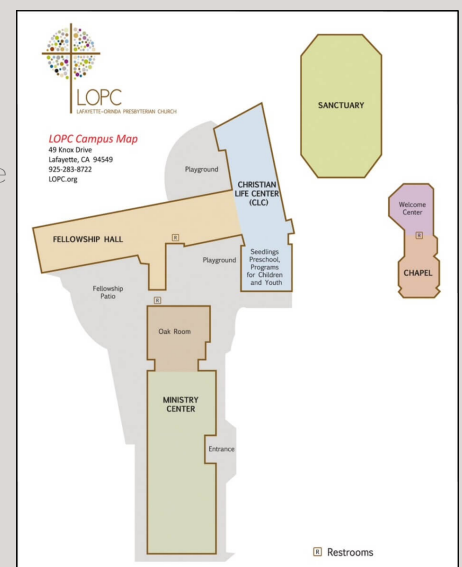 LOPC
LAFAYETTE-ORINDA PRESBYTERIAN CHURCH
LOPC Campus Map
49 Knox Drive
Lafayette, CA 94549
925-283-8722
LOPC.org
SANCTUARY
Playground
CHRISTIAN
LIFE CENTER
(CLC)
Welcome
Center
R
CHAPEL
FELLOWSHIP HALL
R
Playground
Seedlings
Preschool,
Programs
for Children
and Youth
Fellowship
Patio
R
Oak Room
MINISTRY
CENTER
Entrance
R Restrooms